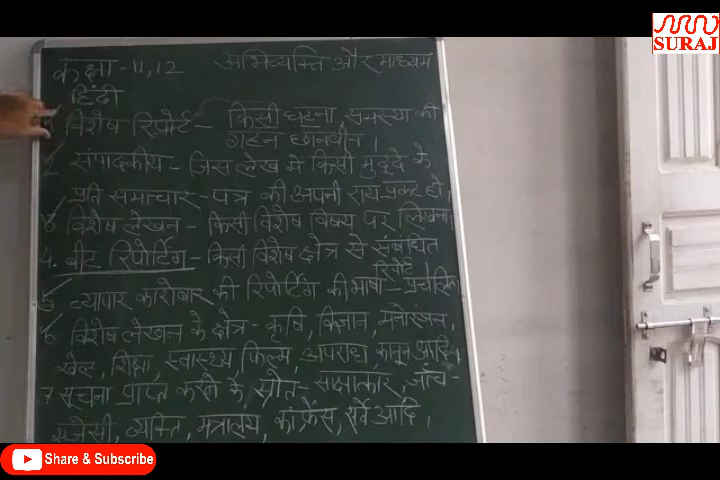 SURAJ
कक्षा - 11, 12 अभिव्यक्ति और माध्यम
हिंदी
विशेष रिपोर्ट - किसी घटना, समस्या की
गहन छानबीन ।
2 संपादकीय - जिस लेख में किसी मुद्दे के
प्रति समाचार - पत्र की अपनी राय प्रकट हो ।
3 विशेष लेखन - किसी विशेष विषय पर लिखना ।
4. बीट रिपोर्टिंग - किसी विशेष क्षेत्र से संबधित
रिपोर्ट
5 व्यापार कारोबार की रिपोर्टिंग की भाषा - प्रचलित
6 विशेष लेखन के क्षेत्र - कृषि, विज्ञान, मनोरंजन,
खेल, शिक्षा, स्वास्थ्य, फिल्म, अपराध, कानून आदि ।
7 सूचना प्राप्त करने के स्रोत - साक्षात्कार, जाँच -
एजेंसी, व्यक्ति, मंत्रालय, कांफ्रेंस, सर्वे आदि ।
Share & Subscribe